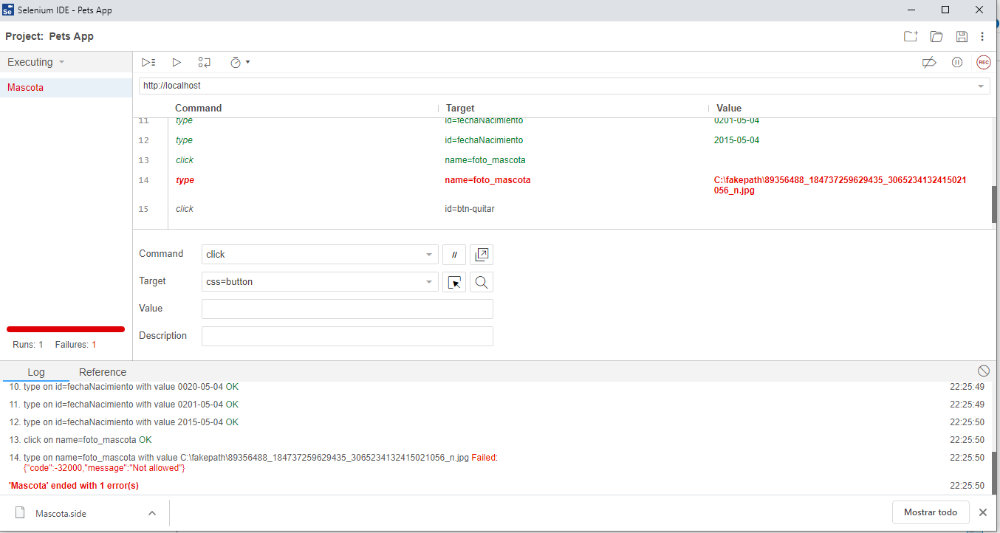 Selenium IDE - Pets App
Project: Pets App
Executing
REC
Mascota
http://localhost
Command Target Value
11 type id=fechaNacimiento 0201-05-04
12 type id=fechaNacimiento 2015-05-04
13 click name=foto_mascota
14 type name=foto_mascota C:\fakepath\89356488_184737259629435_3065234132415021
056_n.jpg
15 click id=btn-quitar
Command click //
Target css=button
Value
Description
Runs: 1 Failures: 1
Log Reference
10. type on id=fechaNacimiento with value 0020-05-04 OK 22:25:49
11. type on id=fechaNacimiento with value 0201-05-04 OK 22:25:49
12. type on id=fechaNacimiento with value 2015-05-04 OK 22:25:50
13. click on name=foto_mascota OK 22:25:50
14. type on name=foto_mascota with value C:\fakepath\89356488_184737259629435_3065234132415021056_n.jpg Failed: 22:25:50
{"code":-32000,"message":"Not allowed"}
'Mascota' ended with 1 error(s) 22:25:50
Mascota.side Mostrar todo